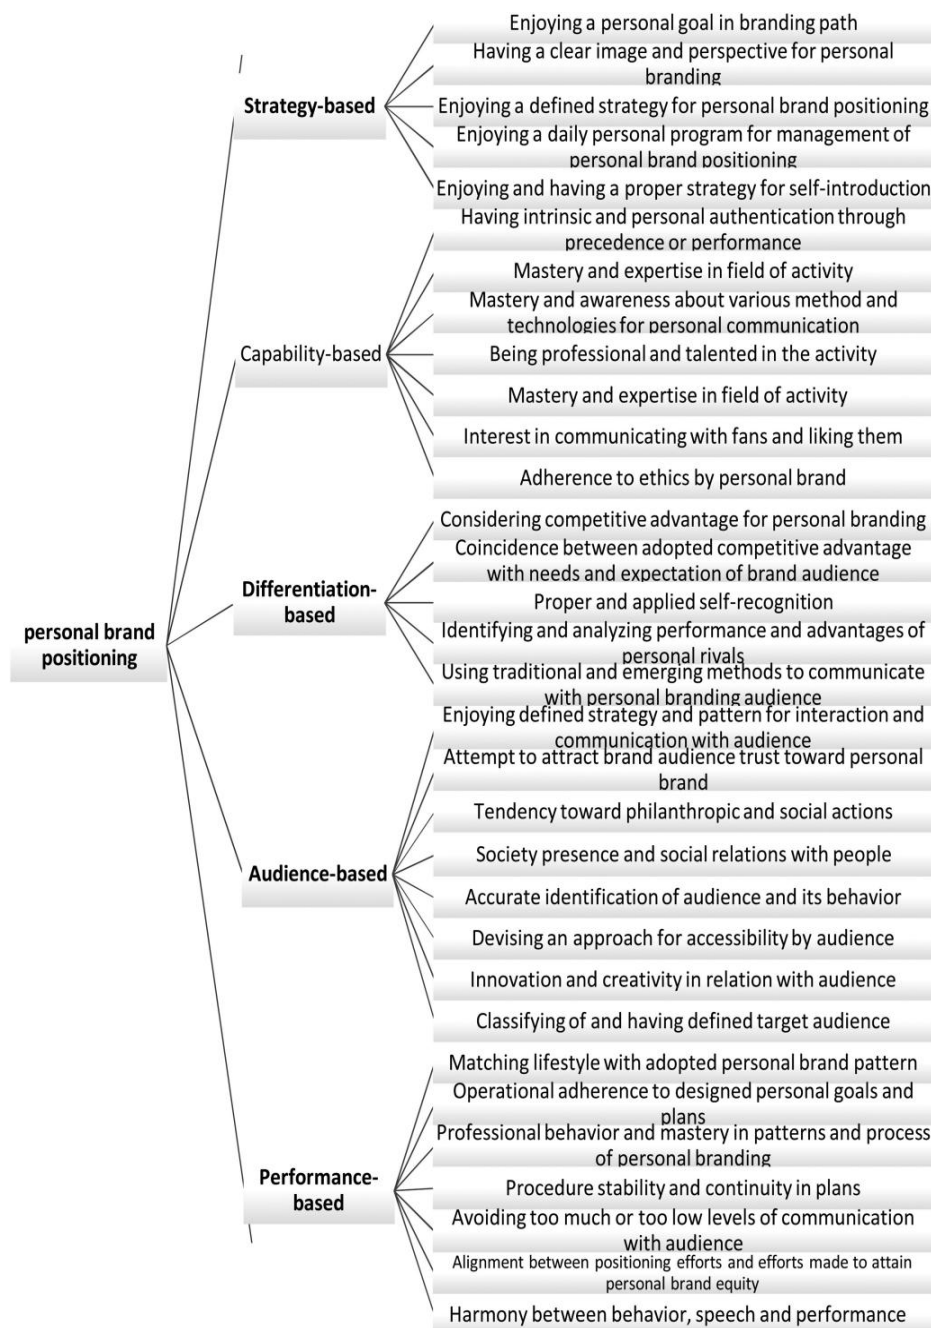 personal brand
positioning
Strategy-based
Enjoying a personal goal in branding path
Having a clear image and perspective for personal
branding
Enjoying a defined strategy for personal brand positioning
Enjoying a daily personal program for management of
personal brand positioning
Enjoying and having a proper strategy for self-introduction
Capability-based
Having intrinsic and personal authentication through
precedence or performance
Mastery and expertise in field of activity
Mastery and awareness about various method and
technologies for personal communication
Being professional and talented in the activity
Mastery and expertise in field of activity
Interest in communicating with fans and liking them
Adherence to ethics by personal brand
Differentiation-
based
Considering competitive advantage for personal branding
Coincidence between adopted competitive advantage
with needs and expectation of brand audience
Proper and applied self-recognition
Identifying and analyzing performance and advantages of
personal rivals
Using traditional and emerging methods to communicate
with personal branding audience
Audience-based
Enjoying defined strategy and pattern for interaction and
communication with audience
Attempt to attract brand audience trust toward personal
brand
Tendency toward philanthropic and social actions
Society presence and social relations with people
Accurate identification of audience and its behavior
Devising an approach for accessibility by audience
Innovation and creativity in relation with audience
Classifying of and having defined target audience
Performance-
based
Matching lifestyle with adopted personal brand pattern
Operational adherence to designed personal goals and
plans
Professional behavior and mastery in patterns and process
of personal branding
Procedure stability and continuity in plans
Avoiding too much or too low levels of communication
with audience
Alignment between positioning efforts and efforts made to attain
personal brand equity
Harmony between behavior, speech and performance